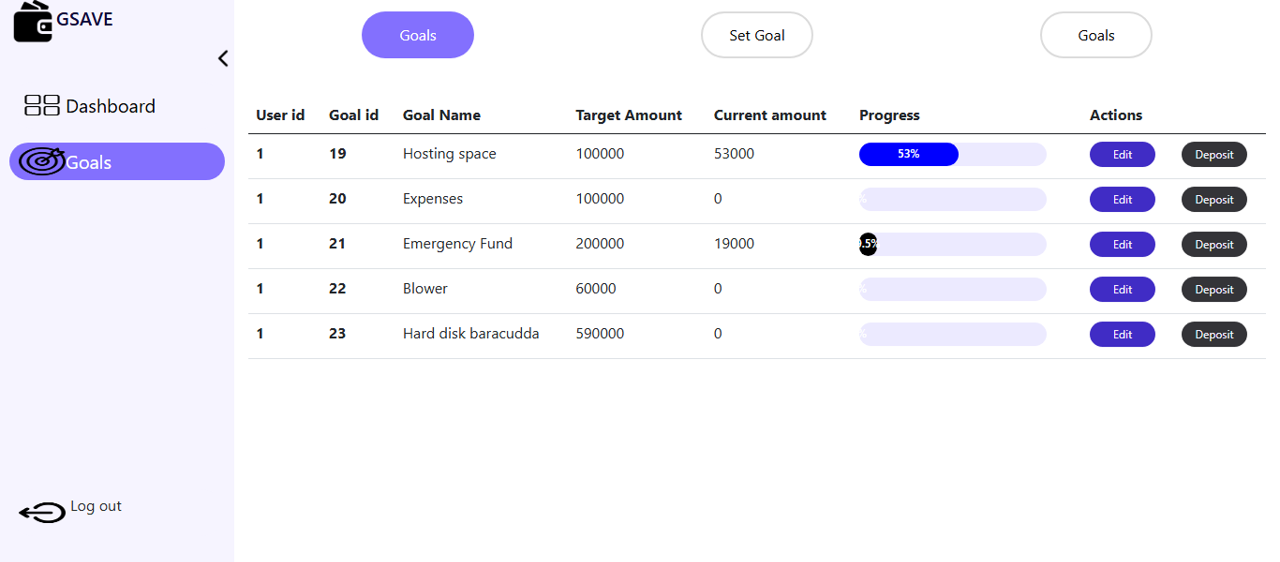 GSAVE
Goals Set Goal Goals
Dashboard
Goals
User id Goal id Goal Name Target Amount Current amount Progress Actions
1 19 Hosting space 100000 53000 53% Edit Deposit
1 20 Expenses 100000 0 Edit Deposit
1 21 Emergency Fund 200000 19000 .5% Edit Deposit
1 22 Blower 60000 0 Edit Deposit
1 23 Hard disk baracudda 590000 0 Edit Deposit
Log out